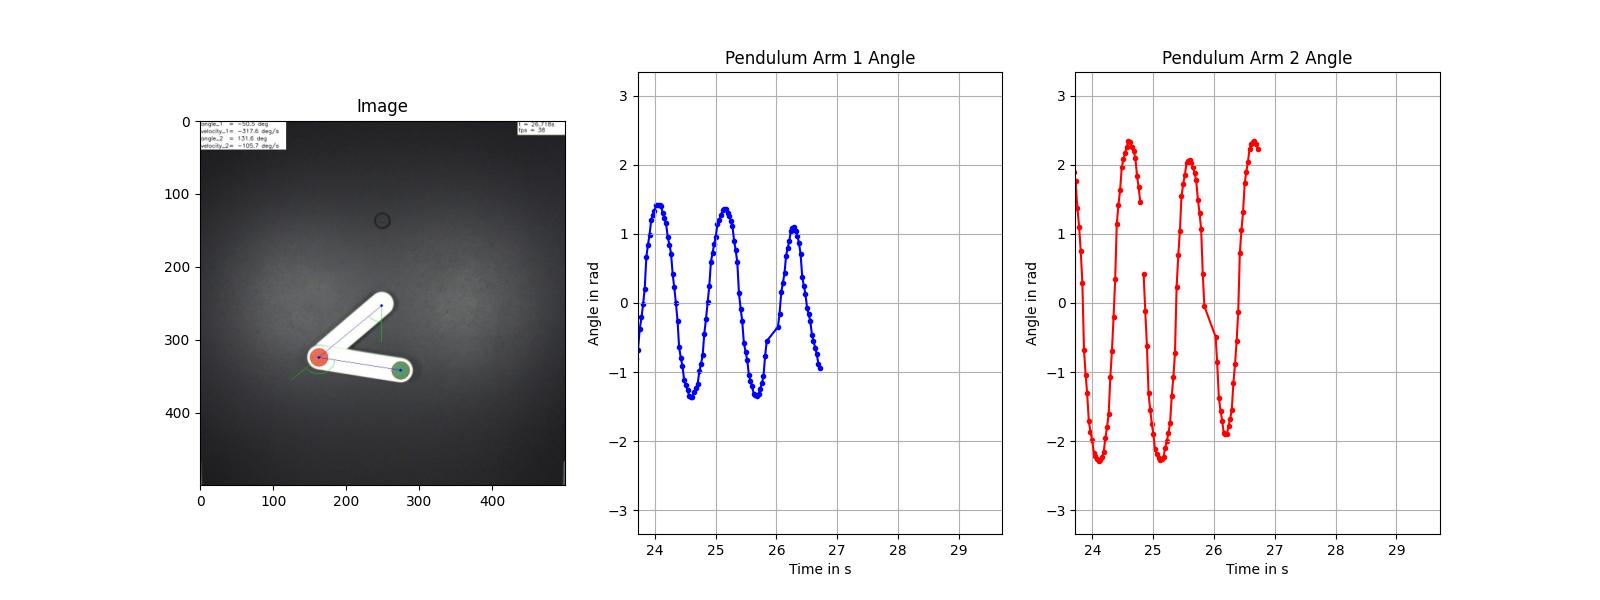 Image
angle_1 = -50.5 deg
velocity_1= -317.6 deg/s
angle_2 = 131.6 deg
velocity_2= -105.7 deg/s
t = 26.718s
fps = 38
0
100
200
300
400
0 100 200 300 400
Pendulum Arm 1 Angle
Angle in rad
3
2
1
0
−1
−2
−3
24 25 26 27 28 29
Time in s
Pendulum Arm 2 Angle
Angle in rad
3
2
1
0
−1
−2
−3
24 25 26 27 28 29
Time in s